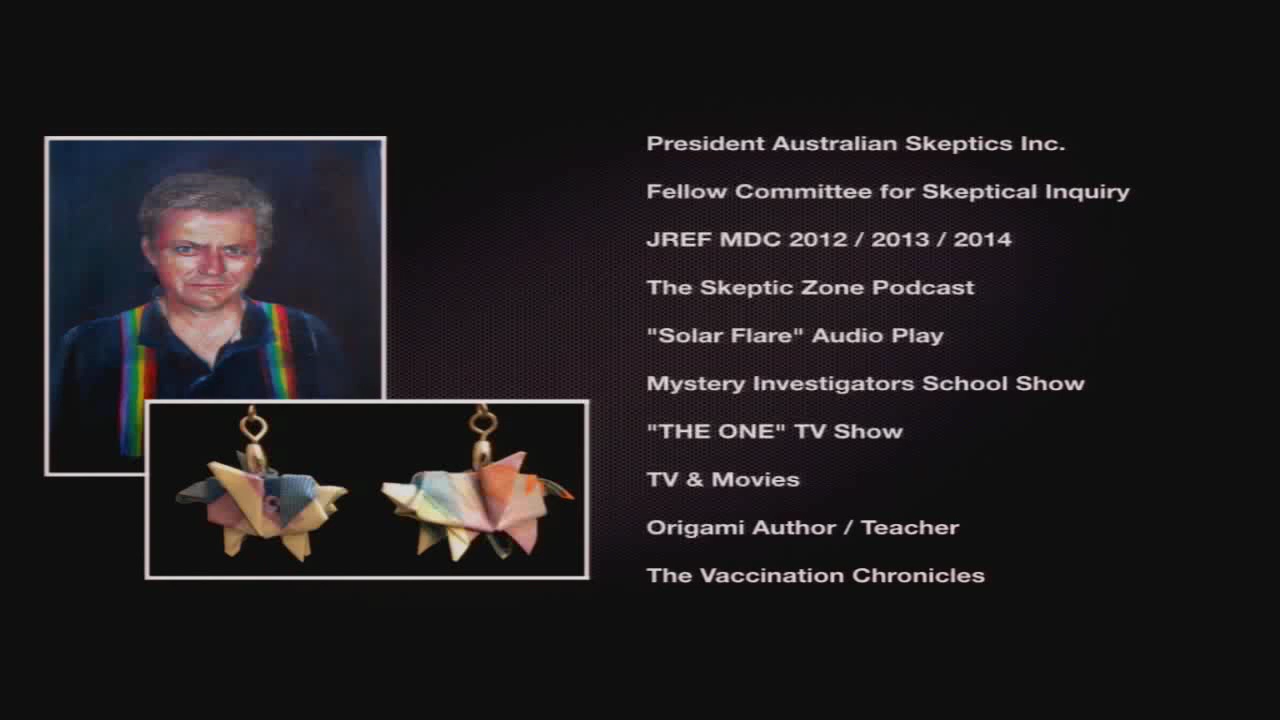 President Australian Skeptics Inc.
Fellow Committee for Skeptical Inquiry
JREF MDC 2012 / 2013 / 2014
The Skeptic Zone Podcast
"Solar Flare" Audio Play
Mystery Investigators School Show
"THE ONE" TV Show
TV & Movies
Origami Author / Teacher
The Vaccination Chronicles